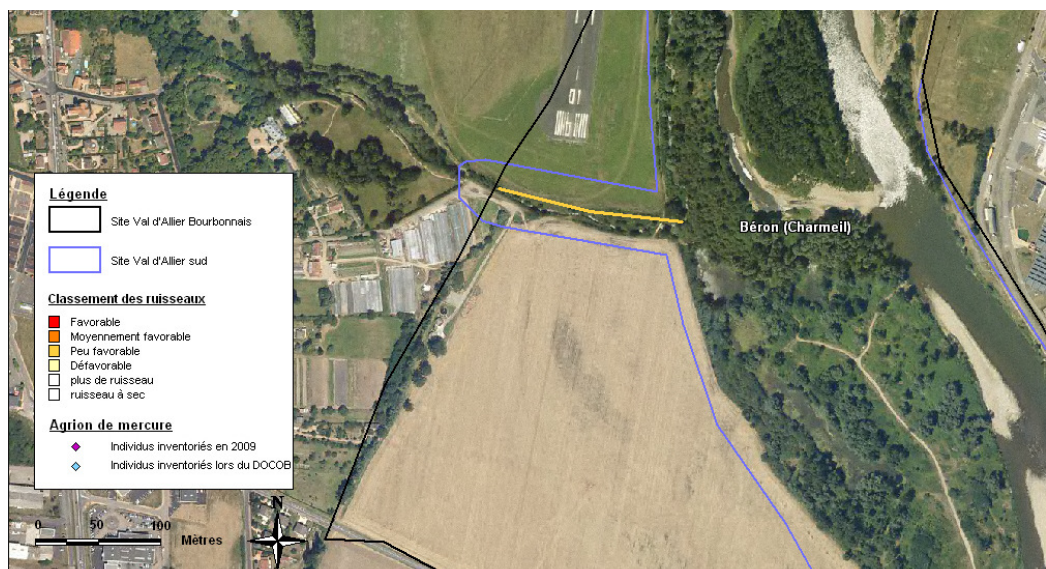 Légende
Site Val d'Allier Bourbonnais
Site Val d'Allier sud
Classement des ruisseaux
Favorable
Moyennement favorable
Peu favorable
Défavorable
plus de ruisseau
ruisseau à sec
Agrion de mercure
Individus inventoriés en 2009
Individus inventoriés lors du DOCOB
N
0 50 100
Mètres
Béron (Charmeil)
01